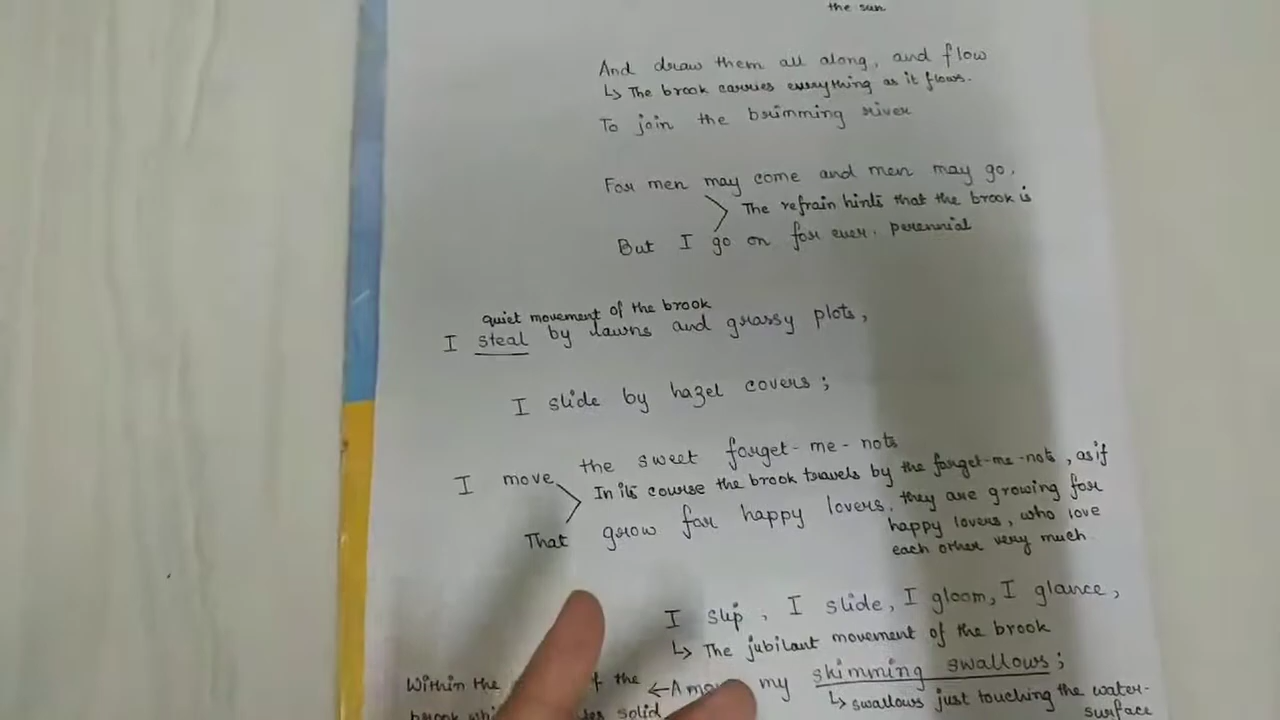 the sun
And draw them all along, and flow
↳ The brook carries everything as it flows.
To join the brimming river
For men may come and men may go,
The refrain hints that the brook is
But I go on for ever. perennial
quiet movement of the brook
I steal by lawns and grassy plots,
I slide by hazel covers;
I move the sweet forget-me-nots
In its course the brook travels by the forget-me-nots, as if
That grow for happy lovers. they are growing for
happy lovers, who love
each other very much
I slip, I slide, I gloom, I glance,
↳ The jubilant movement of the brook
Within the of the ← my skimming swallows;
brook solid ↳ swallows just touching the water-
surface